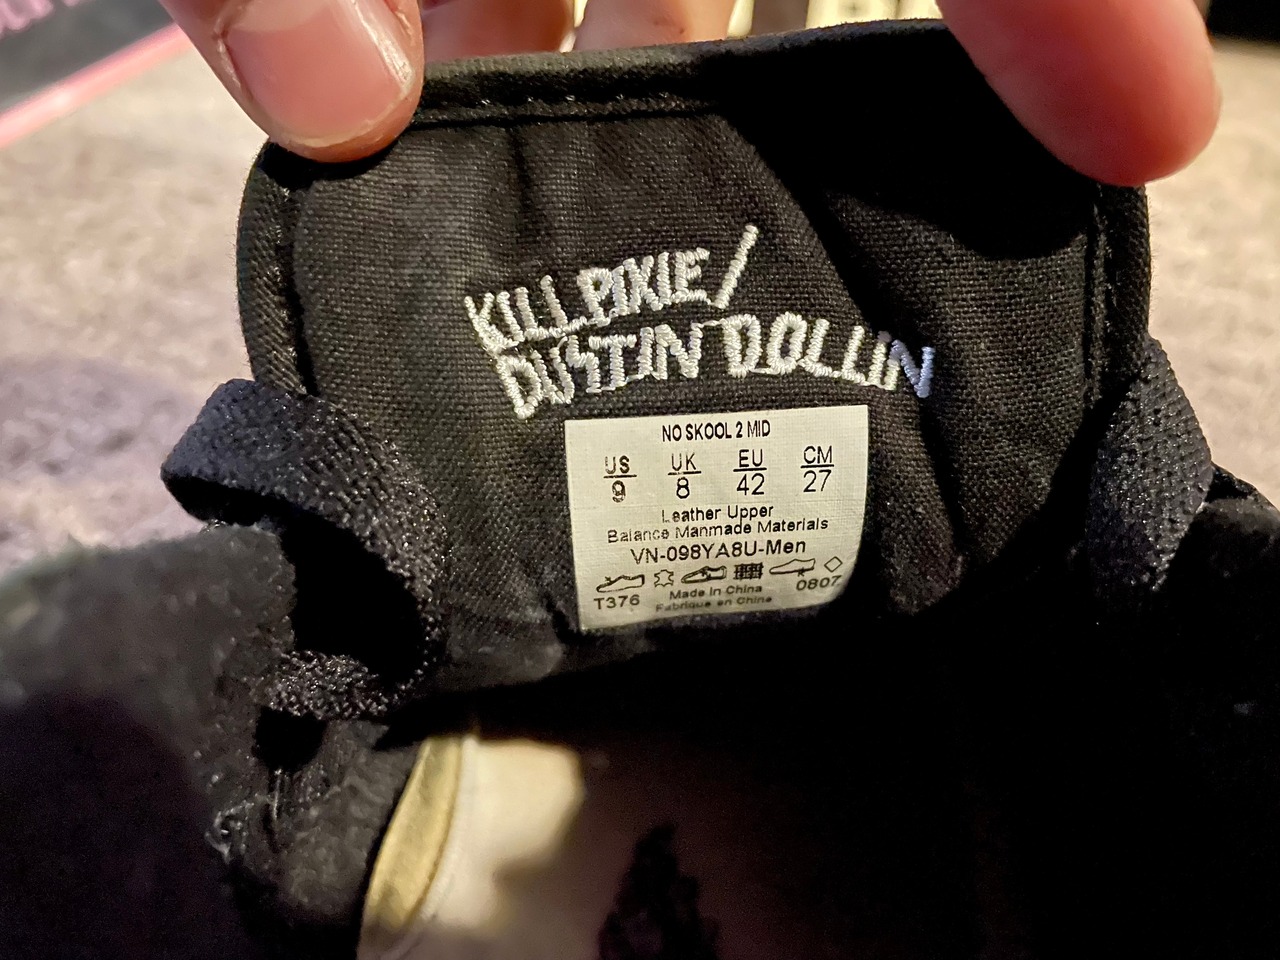 KILL PIXIE/
DUSTIN DOLLIN
NO SKOOL 2 MID
US UK EU CM
9 8 42 27
Leather Upper
Balance Manmade Materials
VN-098YA8U-Men
T376 Made In China 0807
Fabriqué en Chine